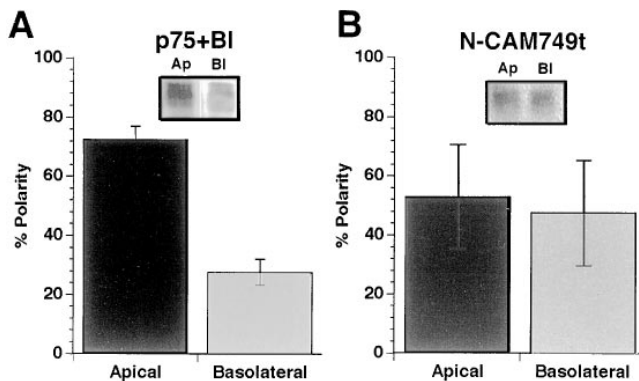 A
p75+Bl
Ap Bl
% Polarity
100
80
60
40
20
0
Apical Basolateral
B
N-CAM749t
Ap Bl
% Polarity
100
80
60
40
20
0
Apical Basolateral